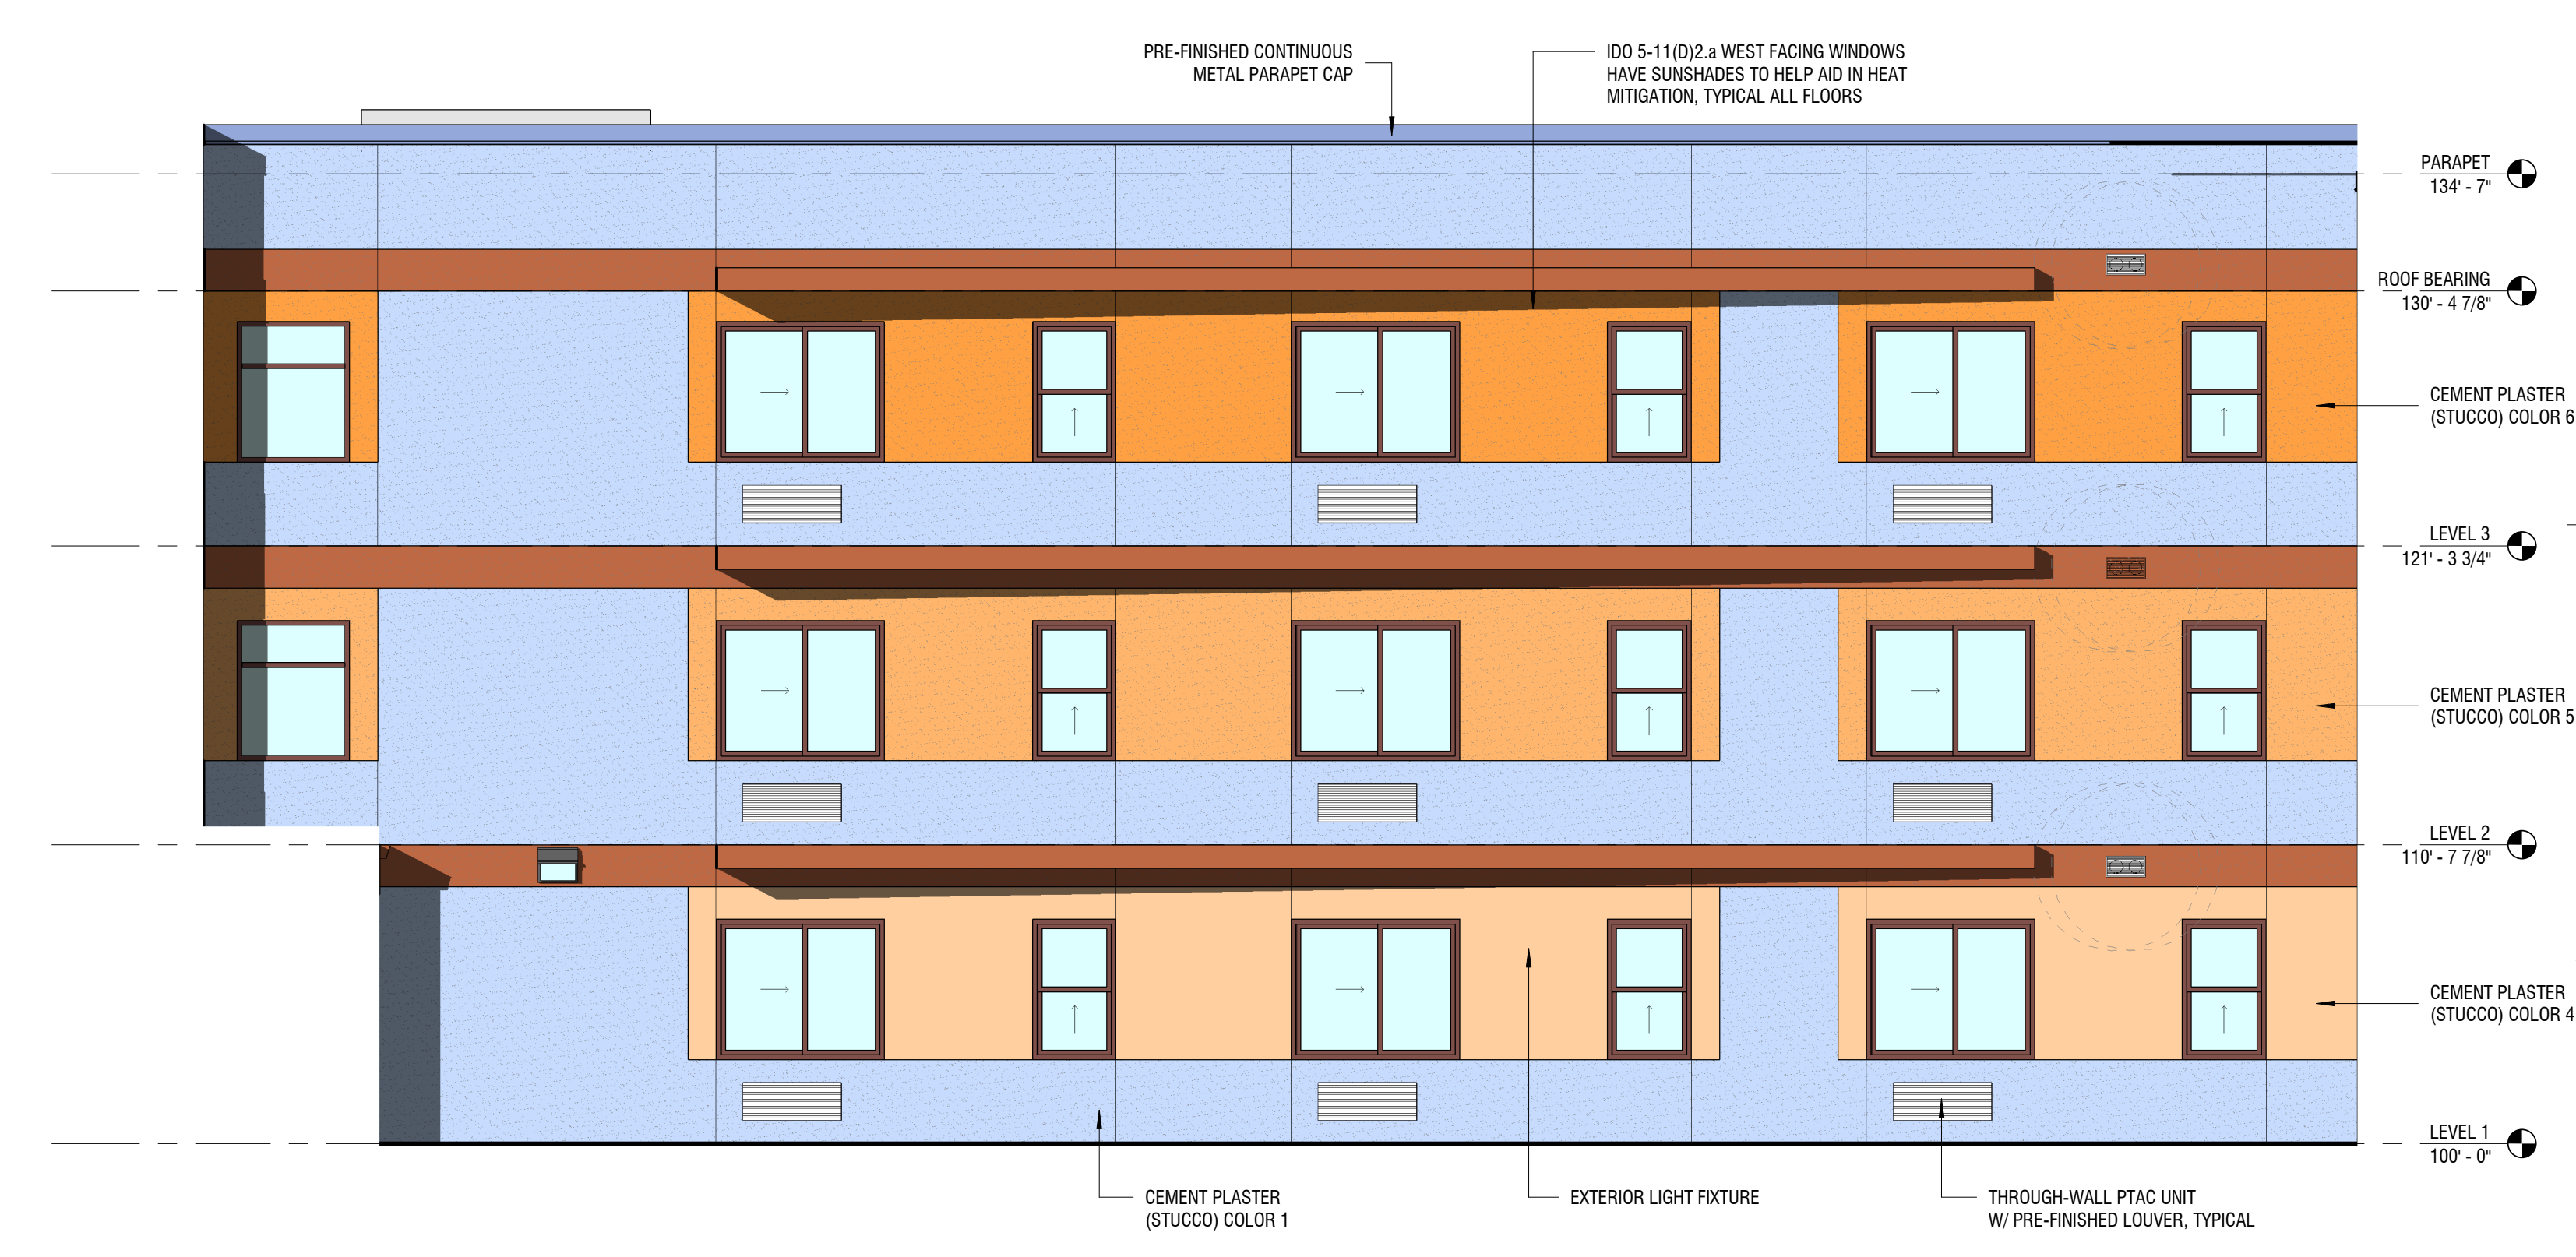 PRE-FINISHED CONTINUOUS
METAL PARAPET CAP
IDO 5-11(D)2.a WEST FACING WINDOWS
HAVE SUNSHADES TO HELP AID IN HEAT
MITIGATION, TYPICAL ALL FLOORS
PARAPET
134' - 7"
ROOF BEARING
130' - 4 7/8"
CEMENT PLASTER
(STUCCO) COLOR 6
LEVEL 3
121' - 3 3/4"
CEMENT PLASTER
(STUCCO) COLOR 5
LEVEL 2
110' - 7 7/8"
CEMENT PLASTER
(STUCCO) COLOR 4
LEVEL 1
100' - 0"
CEMENT PLASTER
(STUCCO) COLOR 1
EXTERIOR LIGHT FIXTURE
THROUGH-WALL PTAC UNIT
W/ PRE-FINISHED LOUVER, TYPICAL